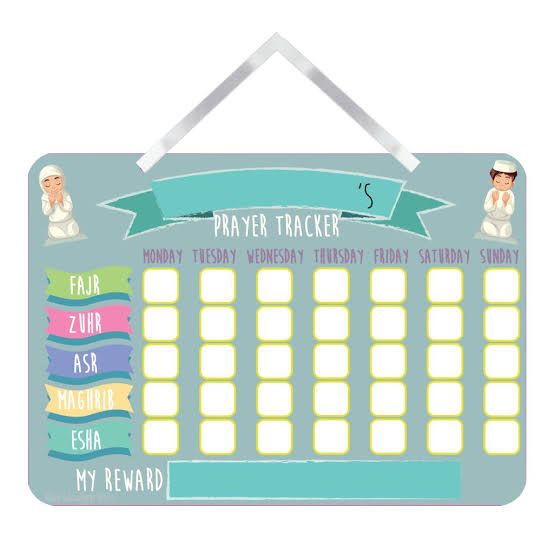 'S
PRAYER TRACKER
MONDAY TUESDAY WEDNESDAY THURSDAY FRIDAY SATURDAY SUNDAY
FAJR
ZUHR
ASR
MAGHRIB
ESHA
MY REWARD